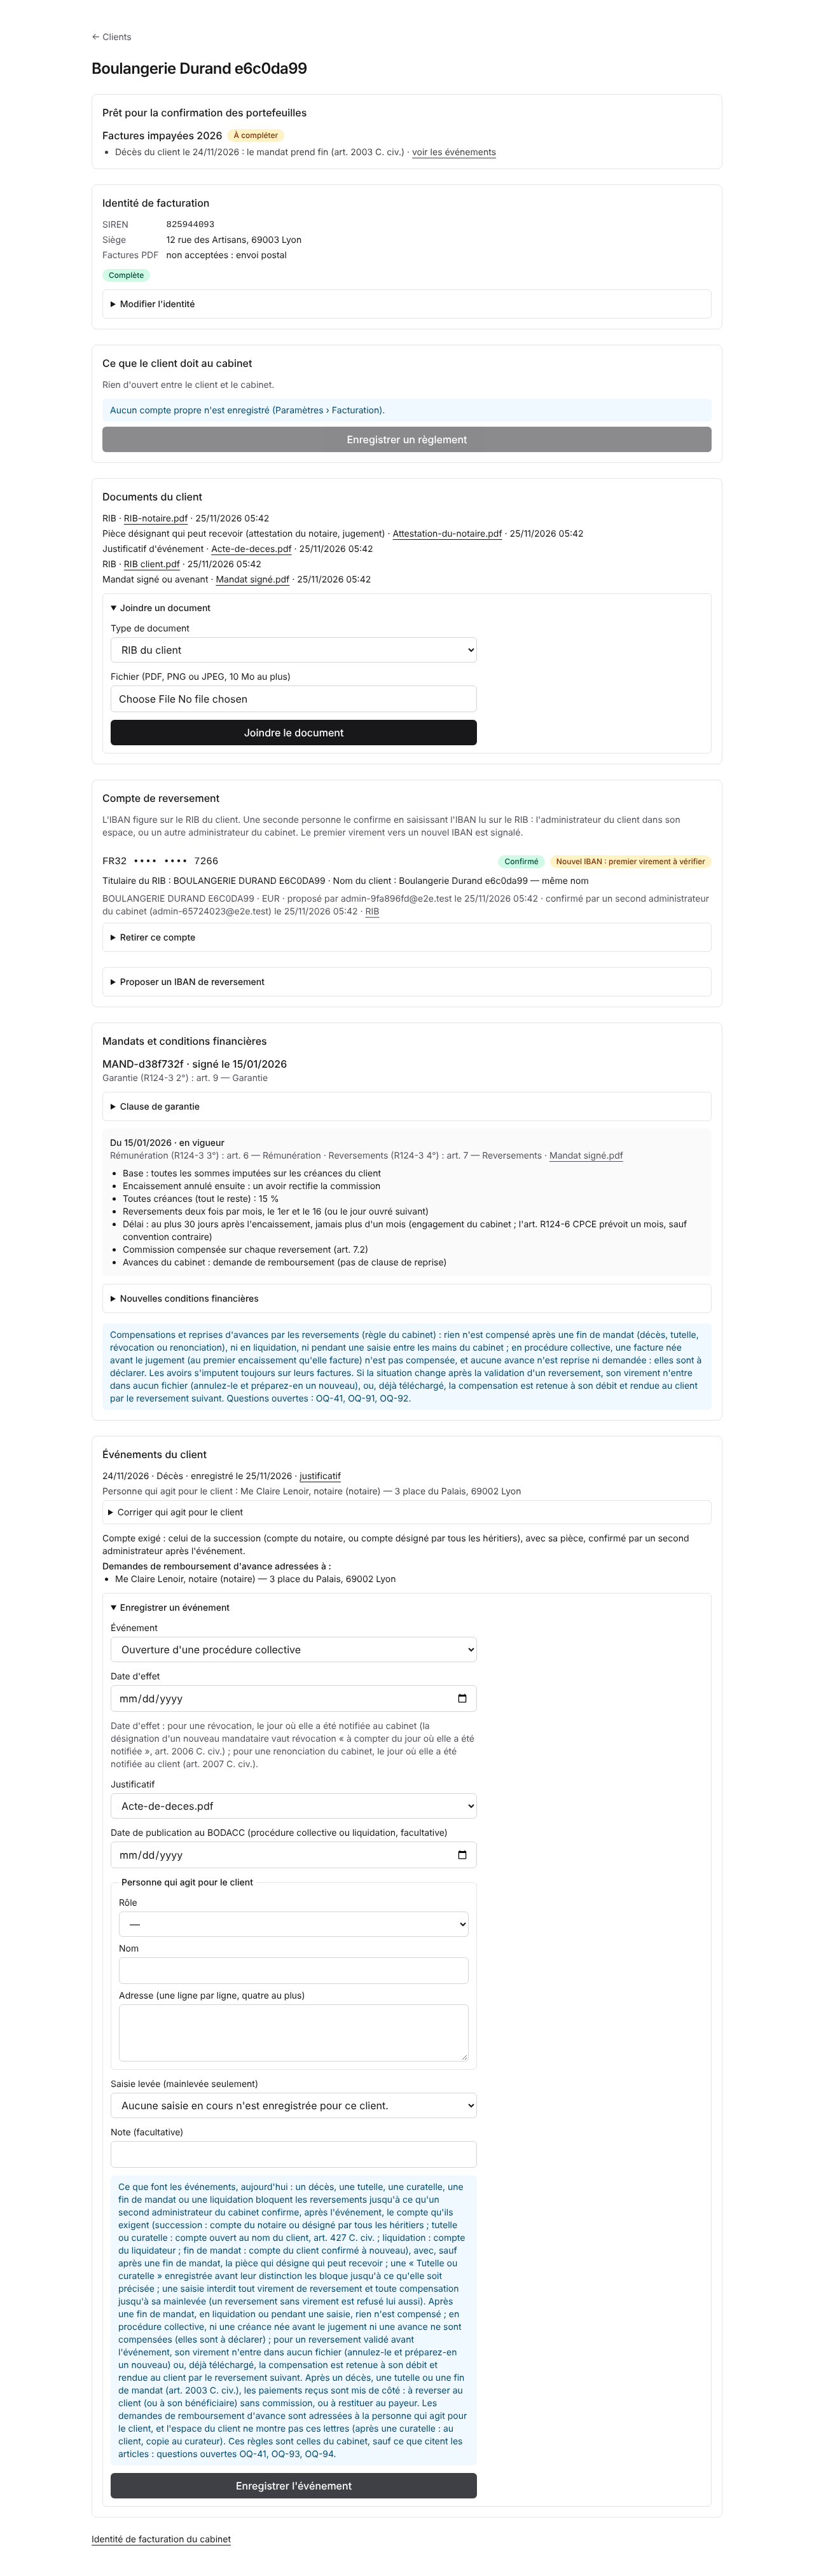 ← Clients
Boulangerie Durand e6c0da99
Prêt pour la confirmation des portefeuilles
Factures impayées 2026 À compléter
• Décès du client le 24/11/2026 : le mandat prend fin (art. 2003 C. civ.) · voir les événements
Identité de facturation
SIREN 825944093
Siège 12 rue des Artisans, 69003 Lyon
Factures PDF non acceptées : envoi postal
Complète
▶ Modifier l'identité
Ce que le client doit au cabinet
Rien d'ouvert entre le client et le cabinet.
Aucun compte propre n'est enregistré (Paramètres › Facturation).
Enregistrer un règlement
Documents du client
RIB · RIB-notaire.pdf · 25/11/2026 05:42
Pièce désignant qui peut recevoir (attestation du notaire, jugement) · Attestation-du-notaire.pdf · 25/11/2026 05:42
Justificatif d'événement · Acte-de-deces.pdf · 25/11/2026 05:42
RIB · RIB client.pdf · 25/11/2026 05:42
Mandat signé ou avenant · Mandat signé.pdf · 25/11/2026 05:42
▼ Joindre un document
Type de document
RIB du client
Fichier (PDF, PNG ou JPEG, 10 Mo au plus)
Choose File No file chosen
Joindre le document
Compte de reversement
L'IBAN figure sur le RIB du client. Une seconde personne le confirme en saisissant l'IBAN lu sur le RIB : l'administrateur du client dans son
espace, ou un autre administrateur du cabinet. Le premier virement vers un nouvel IBAN est signalé.
FR32 •••• •••• 7266 Confirmé Nouvel IBAN : premier virement à vérifier
Titulaire du RIB : BOULANGERIE DURAND E6C0DA99 · Nom du client : Boulangerie Durand e6c0da99 — même nom
BOULANGERIE DURAND E6C0DA99 · EUR · proposé par admin-9fa896fd@e2e.test le 25/11/2026 05:42 · confirmé par un second administrateur
du cabinet (admin-65724023@e2e.test) le 25/11/2026 05:42 · RIB
▶ Retirer ce compte
▶ Proposer un IBAN de reversement
Mandats et conditions financières
MAND-d38f732f · signé le 15/01/2026
Garantie (R124-3 2°) : art. 9 — Garantie
▶ Clause de garantie
Du 15/01/2026 · en vigueur
Rémunération (R124-3 3°) : art. 6 — Rémunération · Reversements (R124-3 4°) : art. 7 — Reversements · Mandat signé.pdf
• Base : toutes les sommes imputées sur les créances du client
• Encaissement annulé ensuite : un avoir rectifie la commission
• Toutes créances (tout le reste) : 15 %
• Reversements deux fois par mois, le 1er et le 16 (ou le jour ouvré suivant)
• Délai : au plus 30 jours après l'encaissement, jamais plus d'un mois (engagement du cabinet ; l'art. R124-6 CPCE prévoit un mois, sauf
convention contraire)
• Commission compensée sur chaque reversement (art. 7.2)
• Avances du cabinet : demande de remboursement (pas de clause de reprise)
▶ Nouvelles conditions financières
Compensations et reprises d'avances par les reversements (règle du cabinet) : rien n'est compensé après une fin de mandat (décès, tutelle,
révocation ou renonciation), ni en liquidation, ni pendant une saisie entre les mains du cabinet ; en procédure collective, une facture née
avant le jugement (au premier encaissement qu'elle facture) n'est pas compensée, et aucune avance n'est reprise ni demandée : elles sont à
déclarer. Les avoirs s'imputent toujours sur leurs factures. Si la situation change après la validation d'un reversement, son virement n'entre
dans aucun fichier (annulez-le et préparez-en un nouveau), ou, déjà téléchargé, la compensation est retenue à son débit et rendue au client
par le reversement suivant. Questions ouvertes : OQ-41, OQ-91, OQ-92.
Événements du client
24/11/2026 · Décès · enregistré le 25/11/2026 · justificatif
Personne qui agit pour le client : Me Claire Lenoir, notaire (notaire) — 3 place du Palais, 69002 Lyon
▶ Corriger qui agit pour le client
Compte exigé : celui de la succession (compte du notaire, ou compte désigné par tous les héritiers), avec sa pièce, confirmé par un second
administrateur après l'événement.
Demandes de remboursement d'avance adressées à :
• Me Claire Lenoir, notaire (notaire) — 3 place du Palais, 69002 Lyon
▼ Enregistrer un événement
Événement
Ouverture d'une procédure collective
Date d'effet
mm/dd/yyyy
Date d'effet : pour une révocation, le jour où elle a été notifiée au cabinet (la
désignation d'un nouveau mandataire vaut révocation « à compter du jour où elle a été
notifiée », art. 2006 C. civ.) ; pour une renonciation du cabinet, le jour où elle a été
notifiée au client (art. 2007 C. civ.).
Justificatif
Acte-de-deces.pdf
Date de publication au BODACC (procédure collective ou liquidation, facultative)
mm/dd/yyyy
Personne qui agit pour le client
Rôle
—
Nom
Adresse (une ligne par ligne, quatre au plus)
Saisie levée (mainlevée seulement)
Aucune saisie en cours n'est enregistrée pour ce client.
Note (facultative)
Ce que font les événements, aujourd'hui : un décès, une tutelle, une curatelle, une
fin de mandat ou une liquidation bloquent les reversements jusqu'à ce qu'un
second administrateur du cabinet confirme, après l'événement, le compte qu'ils
exigent (succession : compte du notaire ou désigné par tous les héritiers ; tutelle
ou curatelle : compte ouvert au nom du client, art. 427 C. civ. ; liquidation : compte
du liquidateur ; fin de mandat : compte du client confirmé à nouveau), avec, sauf
après une fin de mandat, la pièce qui désigne qui peut recevoir ; une « Tutelle ou
curatelle » enregistrée avant leur distinction les bloque jusqu'à ce qu'elle soit
précisée ; une saisie interdit tout virement de reversement et toute compensation
jusqu'à sa mainlevée (un reversement sans virement est refusé lui aussi). Après
une fin de mandat, en liquidation ou pendant une saisie, rien n'est compensé ; en
procédure collective, ni une créance née avant le jugement ni une avance ne sont
compensées (elles sont à déclarer) ; pour un reversement validé avant
l'événement, son virement n'entre dans aucun fichier (annulez-le et préparez-en
un nouveau) ou, déjà téléchargé, la compensation est retenue à son débit et
rendue au client par le reversement suivant. Après un décès, une tutelle ou une fin
de mandat (art. 2003 C. civ.), les paiements reçus sont mis de côté : à reverser au
client (ou à son bénéficiaire) sans commission, ou à restituer au payeur. Les
demandes de remboursement d'avance sont adressées à la personne qui agit pour
le client, et l'espace du client ne montre pas ces lettres (après une curatelle : au
client, copie au curateur). Ces règles sont celles du cabinet, sauf ce que citent les
articles : questions ouvertes OQ-41, OQ-93, OQ-94.
Enregistrer l'événement
Identité de facturation du cabinet